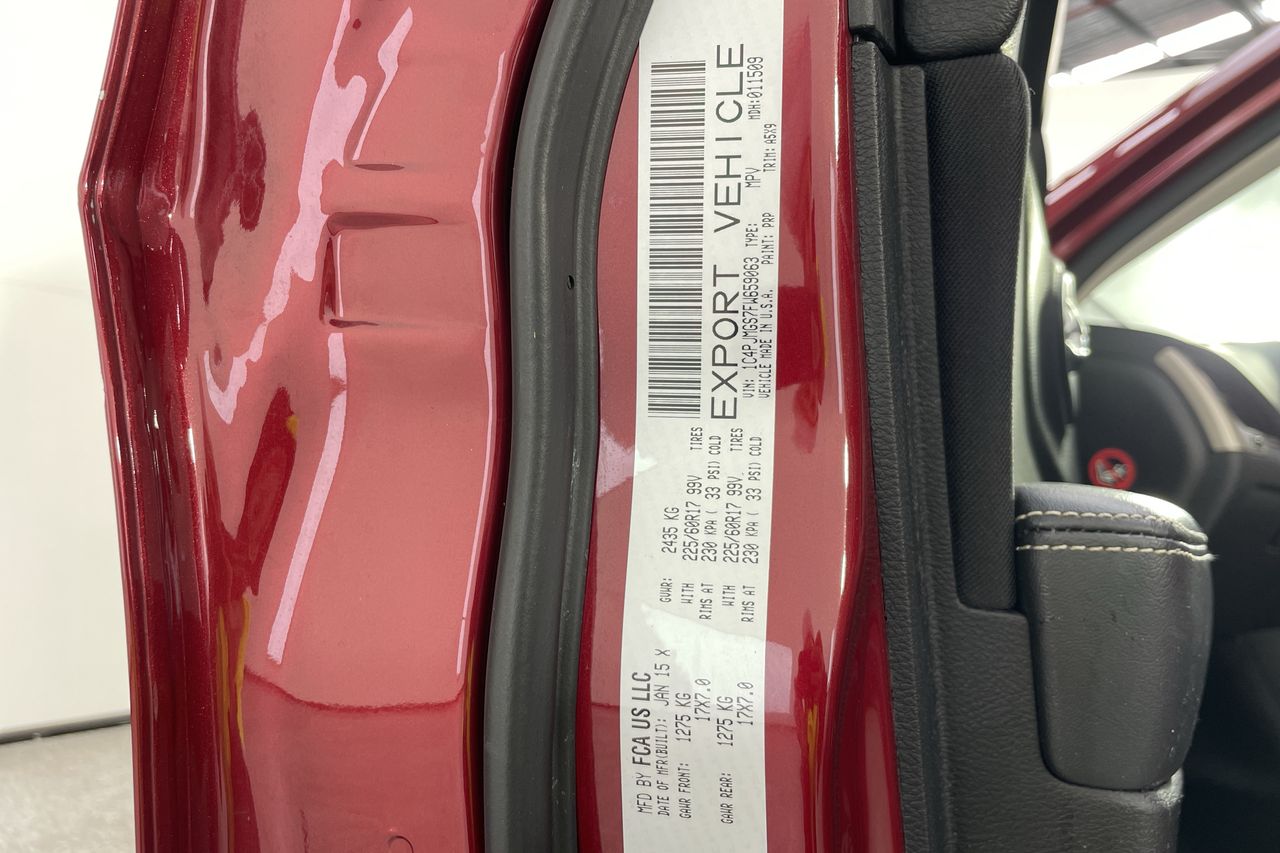 MFD BY FCA US LLC
DATE OF MFR(BUILT): JAN 15 X GVWR: 2435 KG
GAWR FRONT: 1275 KG WITH 225/60R17 99V TIRES
17X7.0 RIMS AT 230 KPA ( 33 PSI) COLD
GAWR REAR: 1275 KG WITH 225/60R17 99V TIRES
17X7.0 RIMS AT 230 KPA ( 33 PSI) COLD
EXPORT VEHICLE
VIN: 1C4PJMGS7FW659063 TYPE: MPV MDH:011509
VEHICLE MADE IN U.S.A. PAINT: PRP TRIM: A5X9